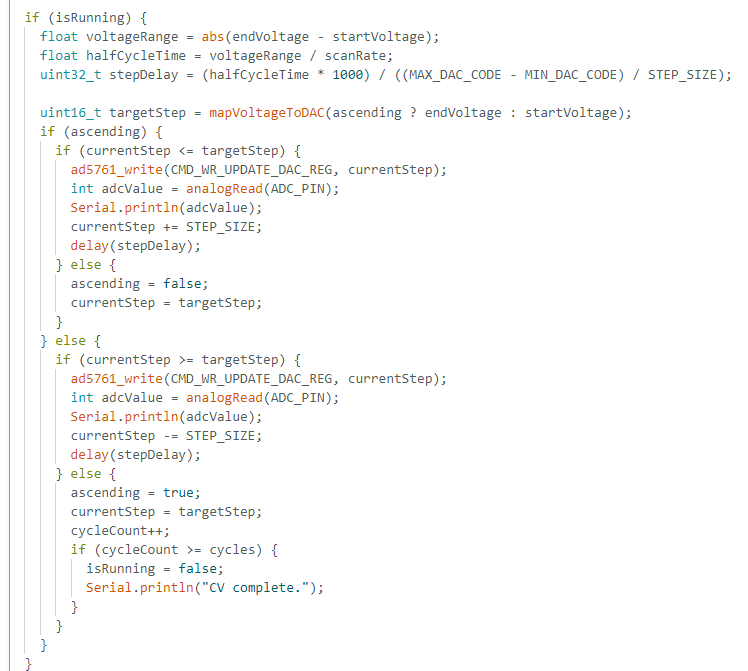 if (isRunning) {
  float voltageRange = abs(endVoltage - startVoltage);
  float halfCycleTime = voltageRange / scanRate;
  uint32_t stepDelay = (halfCycleTime * 1000) / ((MAX_DAC_CODE - MIN_DAC_CODE) / STEP_SIZE);

  uint16_t targetStep = mapVoltageToDAC(ascending ? endVoltage : startVoltage);
  if (ascending) {
    if (currentStep <= targetStep) {
      ad5761_write(CMD_WR_UPDATE_DAC_REG, currentStep);
      int adcValue = analogRead(ADC_PIN);
      Serial.println(adcValue);
      currentStep += STEP_SIZE;
      delay(stepDelay);
    } else {
      ascending = false;
      currentStep = targetStep;
    }
  } else {
    if (currentStep >= targetStep) {
      ad5761_write(CMD_WR_UPDATE_DAC_REG, currentStep);
      int adcValue = analogRead(ADC_PIN);
      Serial.println(adcValue);
      currentStep -= STEP_SIZE;
      delay(stepDelay);
    } else {
      ascending = true;
      currentStep = targetStep;
      cycleCount++;
      if (cycleCount >= cycles) {
        isRunning = false;
        Serial.println("CV complete.");
      }
    }
  }
}